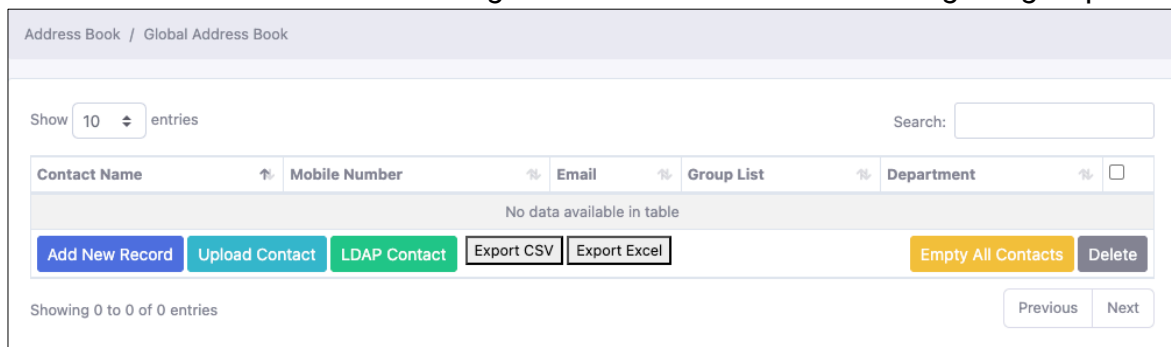 Address Book / Global Address Book
Show 10 entries Search:
Contact Name Mobile Number Email Group List Department
No data available in table
Add New Record Upload Contact LDAP Contact Export CSV Export Excel Empty All Contacts Delete
Showing 0 to 0 of 0 entries Previous Next